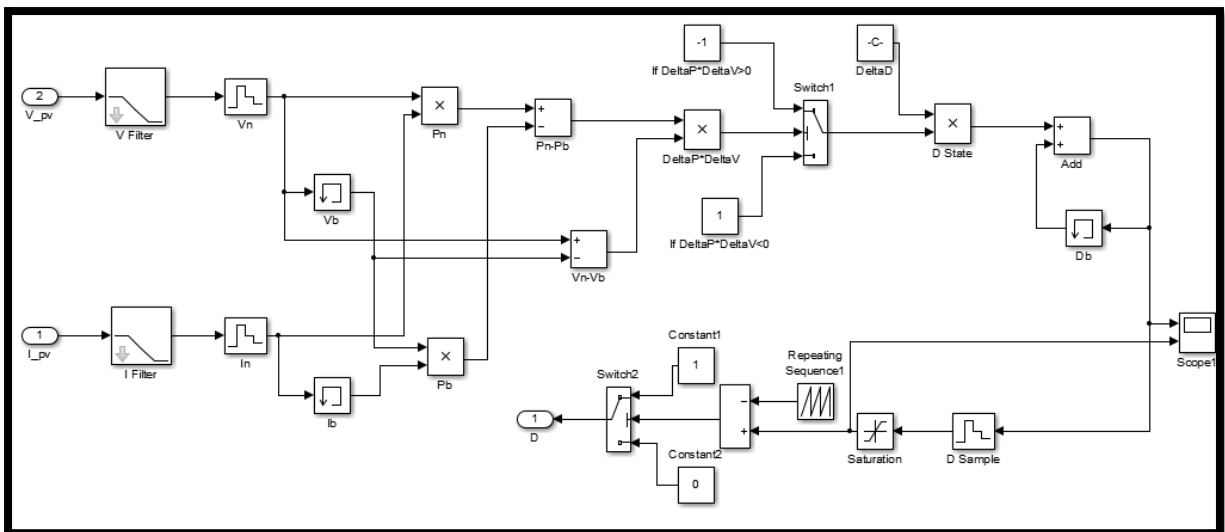 -1
If DeltaP*DeltaV>0
-C-
DeltaD
Switch1
2
V_pv
V Filter
Vn
×
Pn
+
−
Pn-Pb
×
DeltaP*DeltaV
×
D State
+
+
Add
Vb
1
If DeltaP*DeltaV<0
+
−
Vn-Vb
Db
1
I_pv
I Filter
In
Ib
×
Pb
Scope1
Constant1
1
Repeating
Sequence1
Switch2
1
D
−
+
Saturation
D Sample
Constant2
0